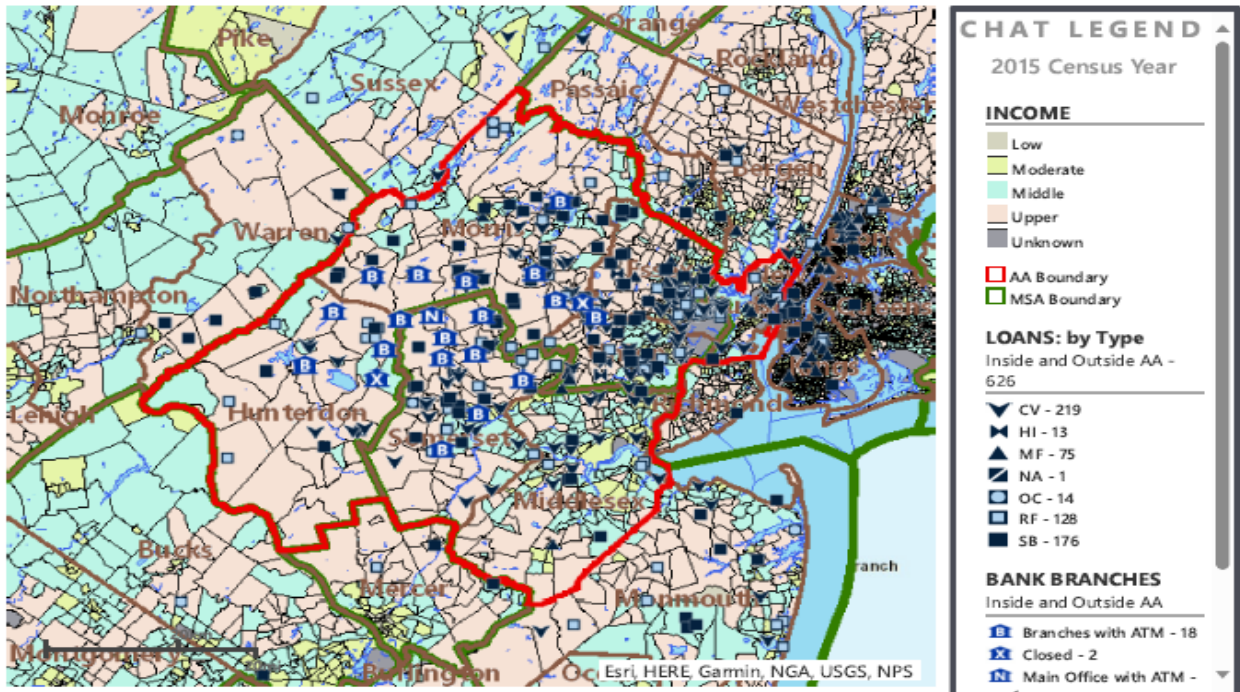 Orange
Pike
Rockland
Sussex
Passaic
Westchester
Monroe
Bergen
Warren
Morri
Northampton
Lehigh
Hunterdon
Somerset
Middlesex
Bucks
Mercer
Monmouth
ranch
Montgomery
Burlington
Oc
Esri, HERE, Garmin, NGA, USGS, NPS
CHAT LEGEND
2015 Census Year
INCOME
Low
Moderate
Middle
Upper
Unknown
AA Boundary
MSA Boundary
LOANS: by Type
Inside and Outside AA -
626
CV - 219
HI - 13
MF - 75
NA - 1
OC - 14
RF - 128
SB - 176
BANK BRANCHES
Inside and Outside AA
B Branches with ATM - 18
X Closed - 2
N Main Office with ATM -